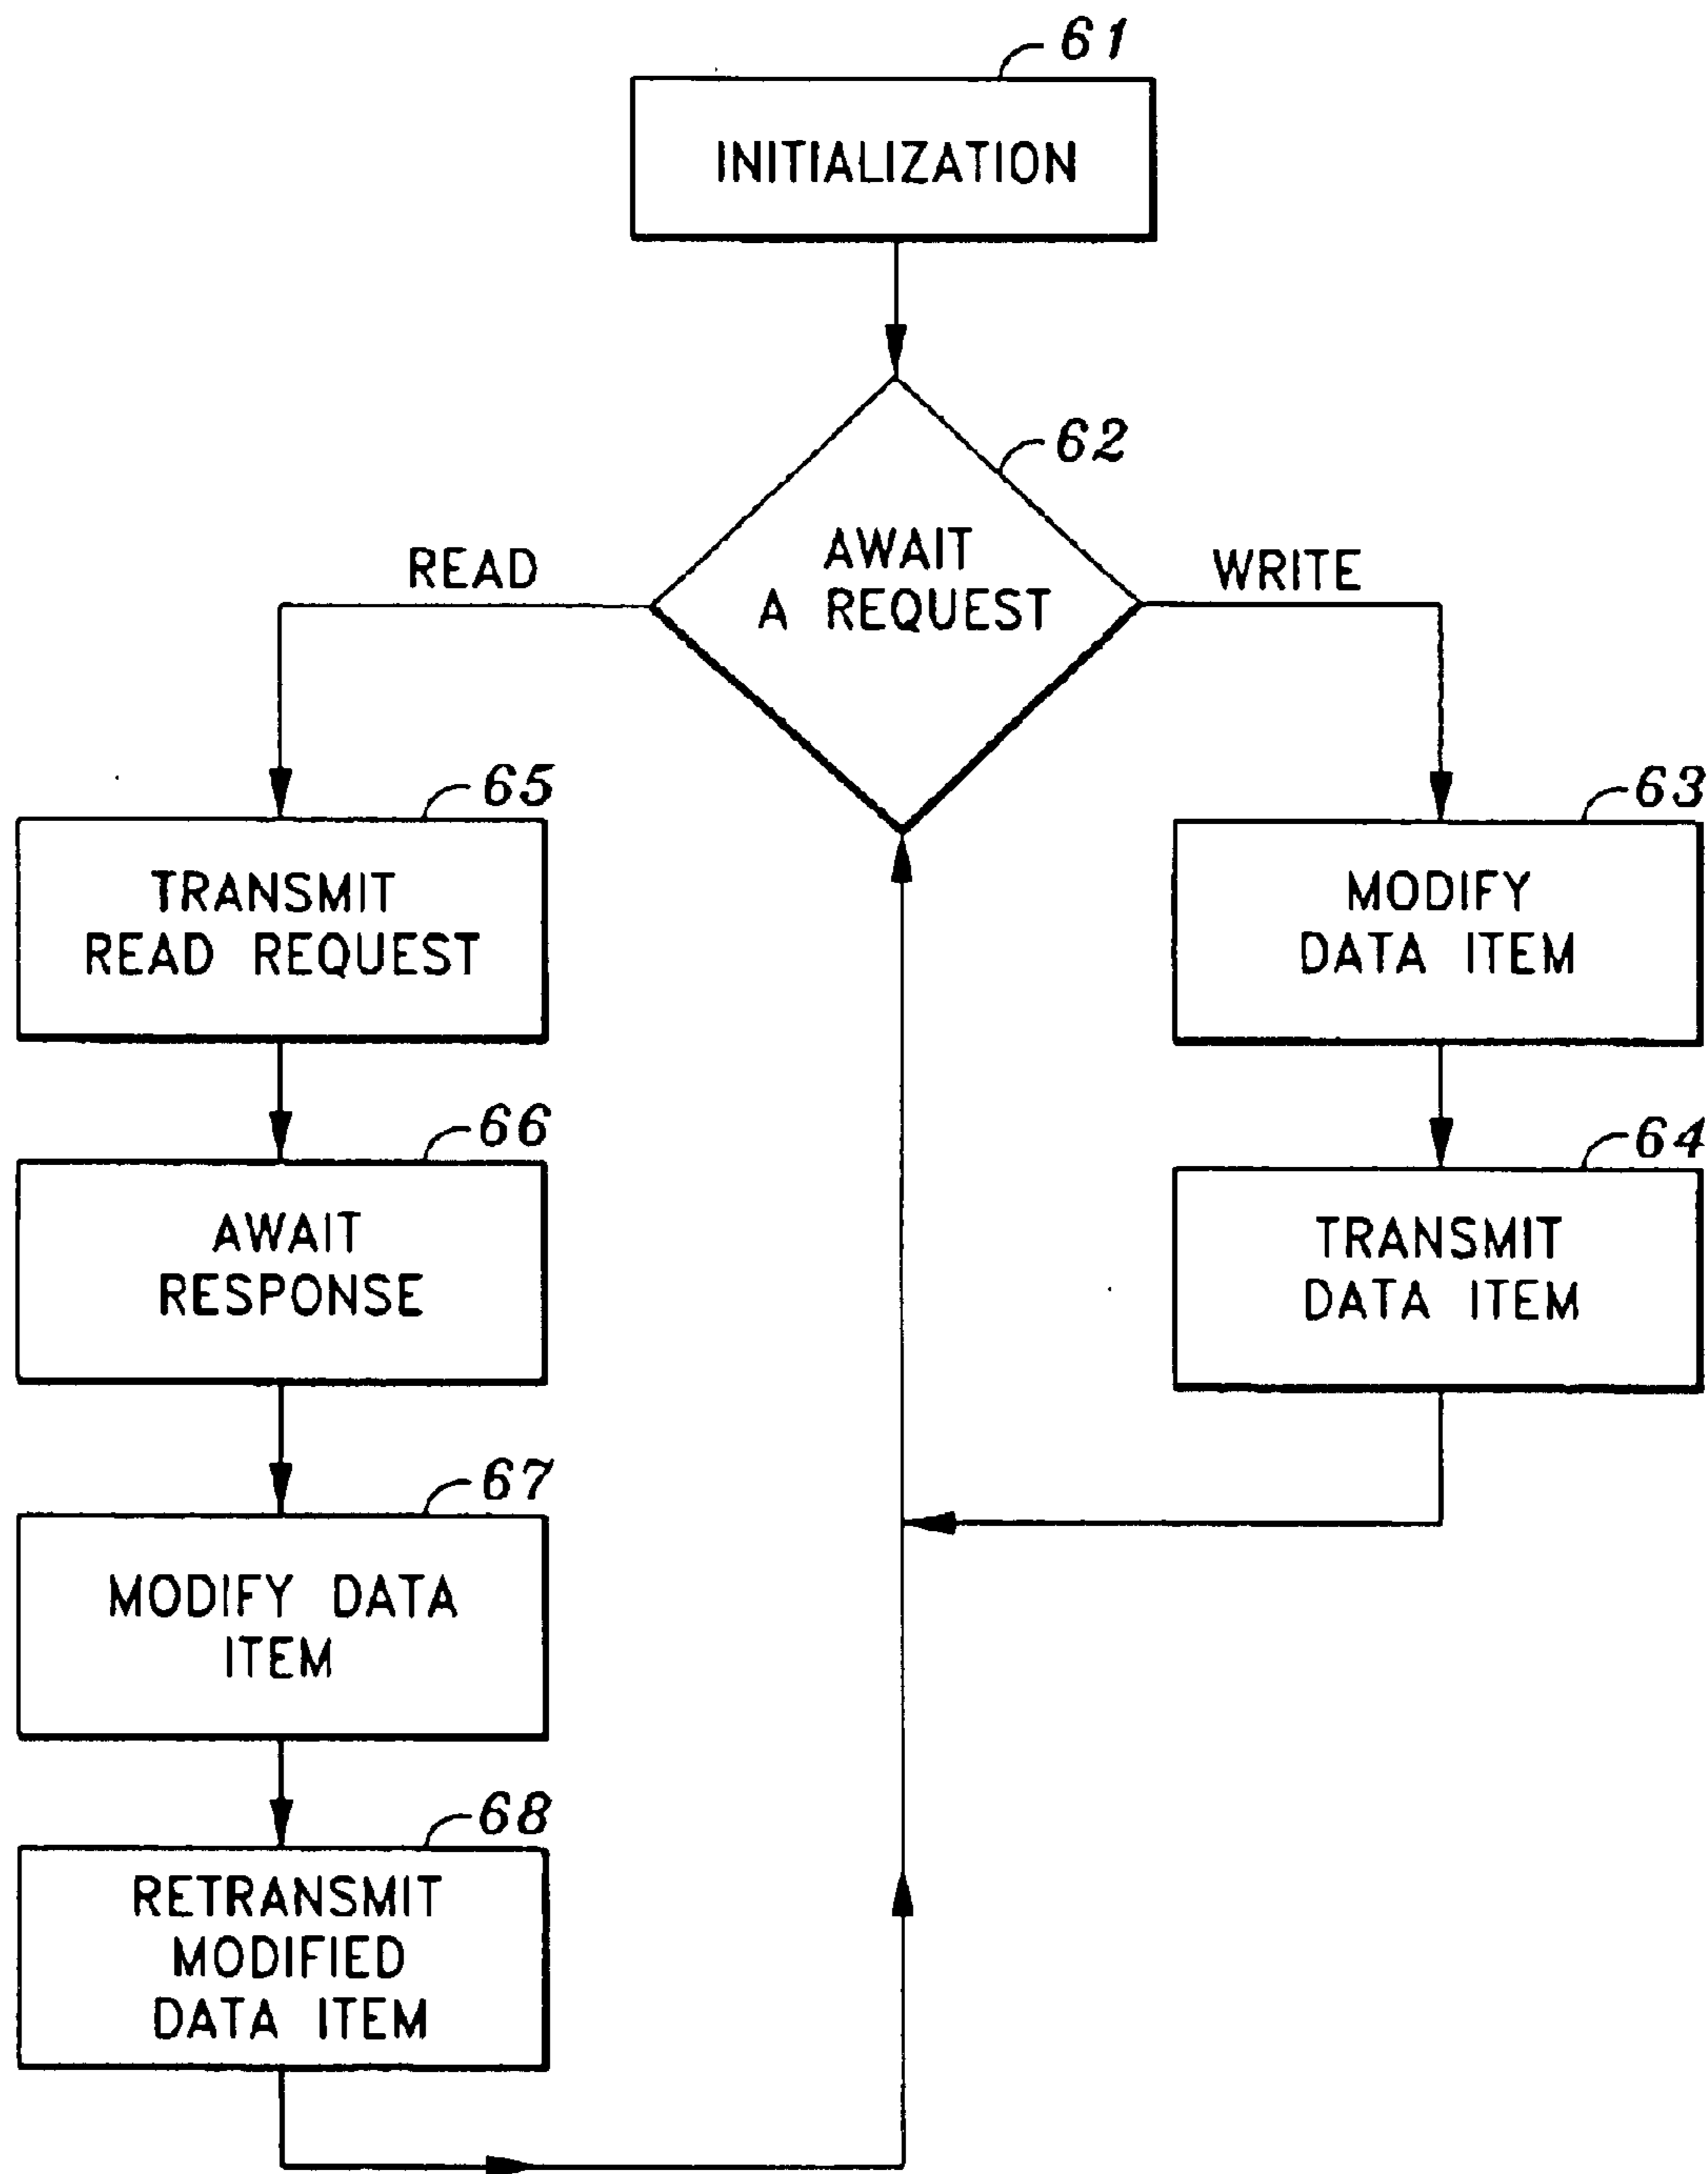 61
INITIALIZATION
62
AWAIT
A REQUEST
READ
WRITE
65
TRANSMIT
READ REQUEST
66
AWAIT
RESPONSE
67
MODIFY DATA
ITEM
68
RETRANSMIT
MODIFIED
DATA ITEM
63
MODIFY
DATA ITEM
64
TRANSMIT
DATA ITEM